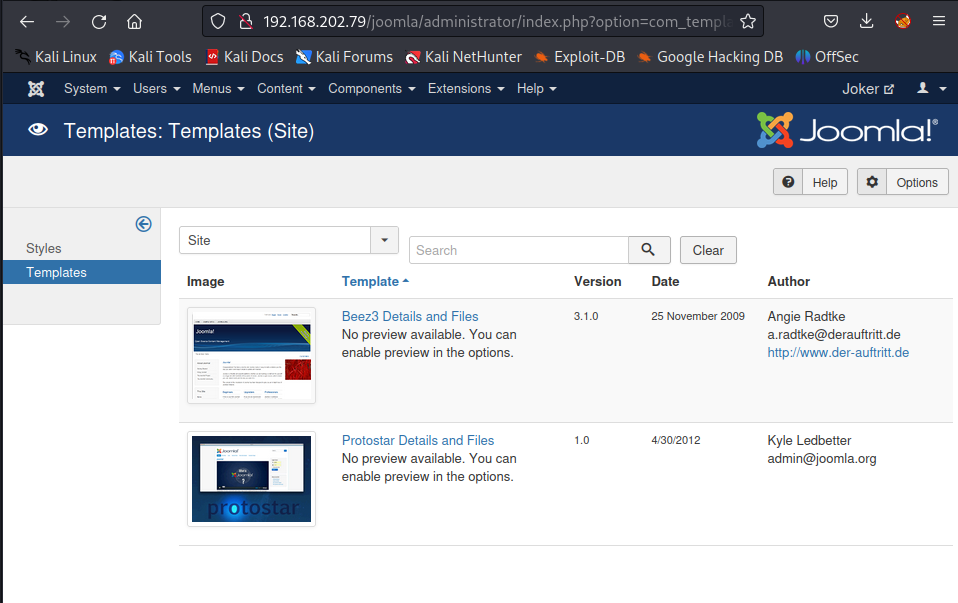 192.168.202.79/joomla/administrator/index.php?option=com_templa
Kali Linux Kali Tools Kali Docs Kali Forums Kali NetHunter Exploit-DB Google Hacking DB OffSec
System Users Menus Content Components Extensions Help Joker
Templates: Templates (Site) Joomla!®
Help Options
Styles
Templates
Site Search Clear
Image Template Version Date Author
Beez3 Details and Files 3.1.0 25 November 2009 Angie Radtke
No preview available. You can a.radtke@derauftritt.de
enable preview in the options. http://www.der-auftritt.de
Joomla!
Protostar Details and Files 1.0 4/30/2012 Kyle Ledbetter
No preview available. You can admin@joomla.org
enable preview in the options.
Joomla!
protostar